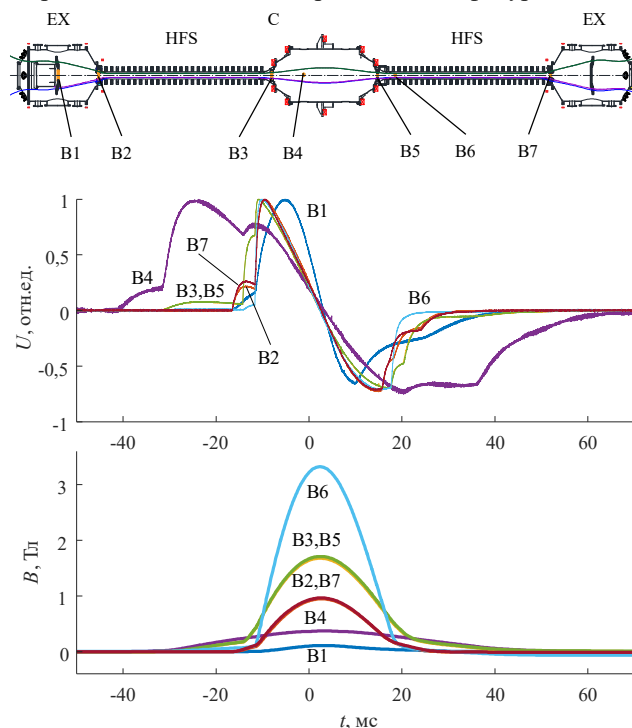 EX HFS C HFS EX
B1 B2 B3 B4 B5 B6 B7
1
B1
B7
0,5
B4
B3,B5
B6
0
B2
-0,5
-1
U, отн.ед.
-40 -20 0 20 40 60
3
B6
2
B3,B5
B2,B7
1
B4
0
B1
B, Тл
-40 -20 0 20 40 60
t, мс